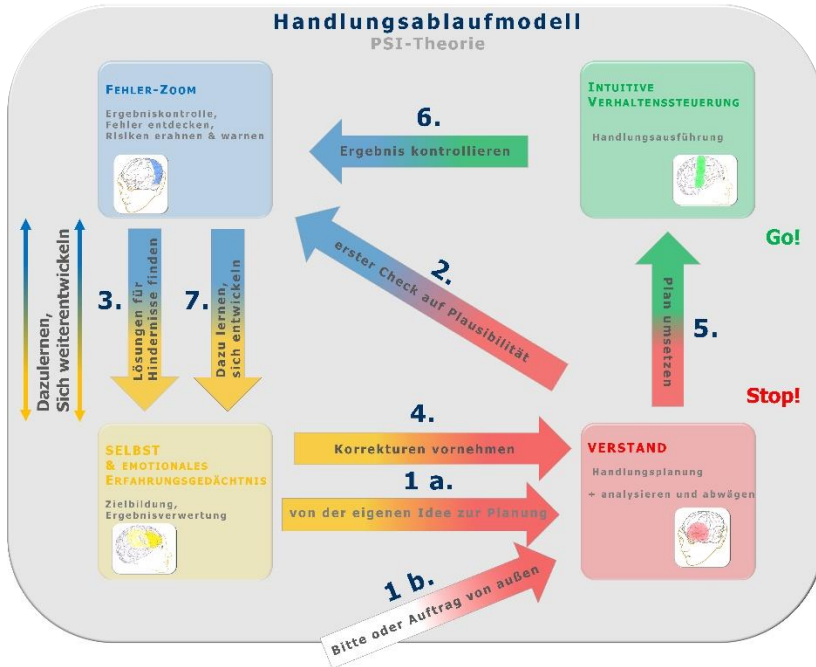 Handlungsablaufmodell
PSI-Theorie
FEHLER-ZOOM
Ergebniskontrolle,
Fehler entdecken,
Risiken erahnen & warnen
INTUITIVE
VERHALTENSSTEUERUNG
Handlungsausführung
6.
Ergebnis kontrollieren
Go!
2.
erster Check auf Plausibilität
3.
Lösungen für
Hindernisse finden
7.
Dazu lernen,
sich entwickeln
Dazulernen,
Sich weiterentwickeln
5.
Plan umsetzen
Stop!
4.
Korrekturen vornehmen
SELBST
& EMOTIONALES
ERFAHRUNGSGEDÄCHTNIS
Zielbildung,
Ergebnisverwertung
VERSTAND
Handlungsplanung
+ analysieren und abwägen
1 a.
von der eigenen Idee zur Planung
1 b.
Bitte oder Auftrag von außen